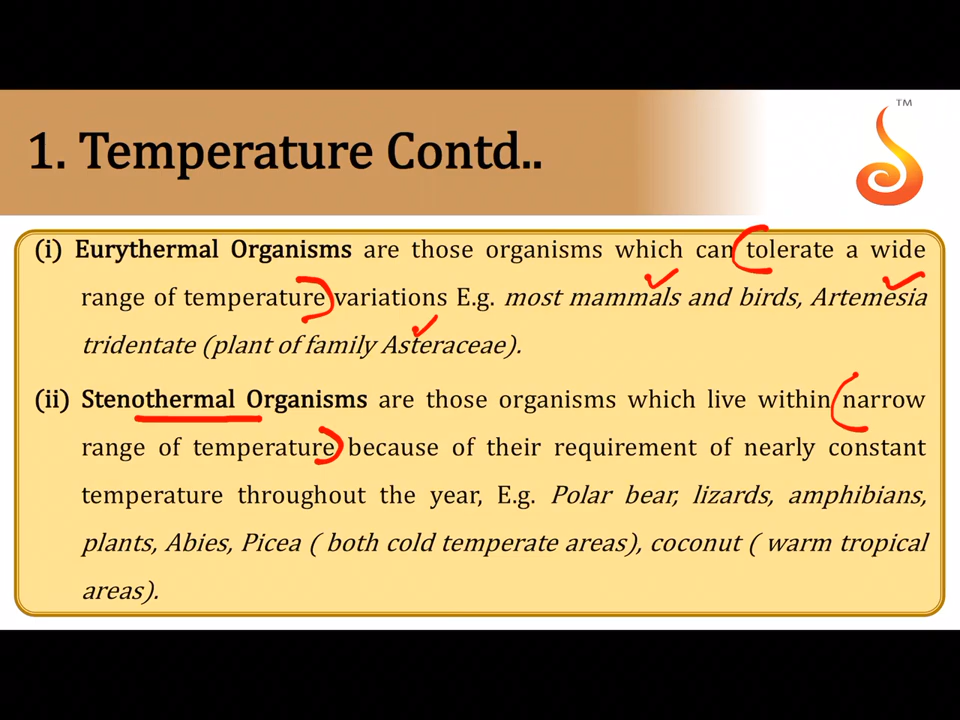 TM
1. Temperature Contd..
(i) Eurythermal Organisms are those organisms which can tolerate a wide
range of temperature variations E.g. most mammals and birds, Artemesia
tridentate (plant of family Asteraceae).
(ii) Stenothermal Organisms are those organisms which live within narrow
range of temperature because of their requirement of nearly constant
temperature throughout the year, E.g. Polar bear, lizards, amphibians,
plants, Abies, Picea ( both cold temperate areas), coconut ( warm tropical
areas).